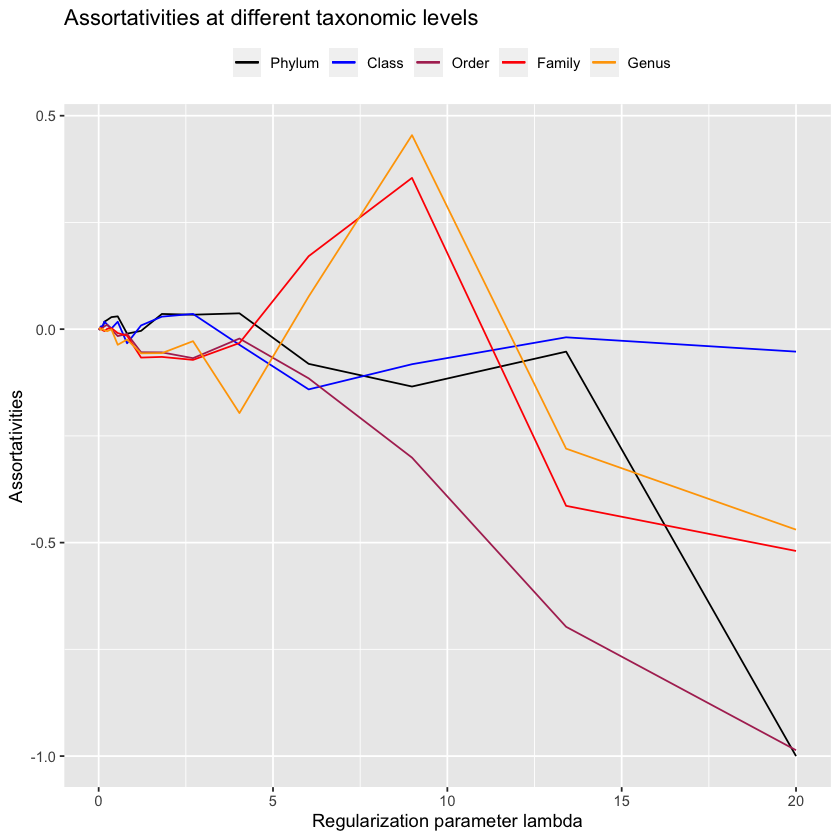 Assortativities at different taxonomic levels
Phylum Class Order Family Genus
0.5
0.0
-0.5
-1.0
Assortativities
0 5 10 15 20
Regularization parameter lambda